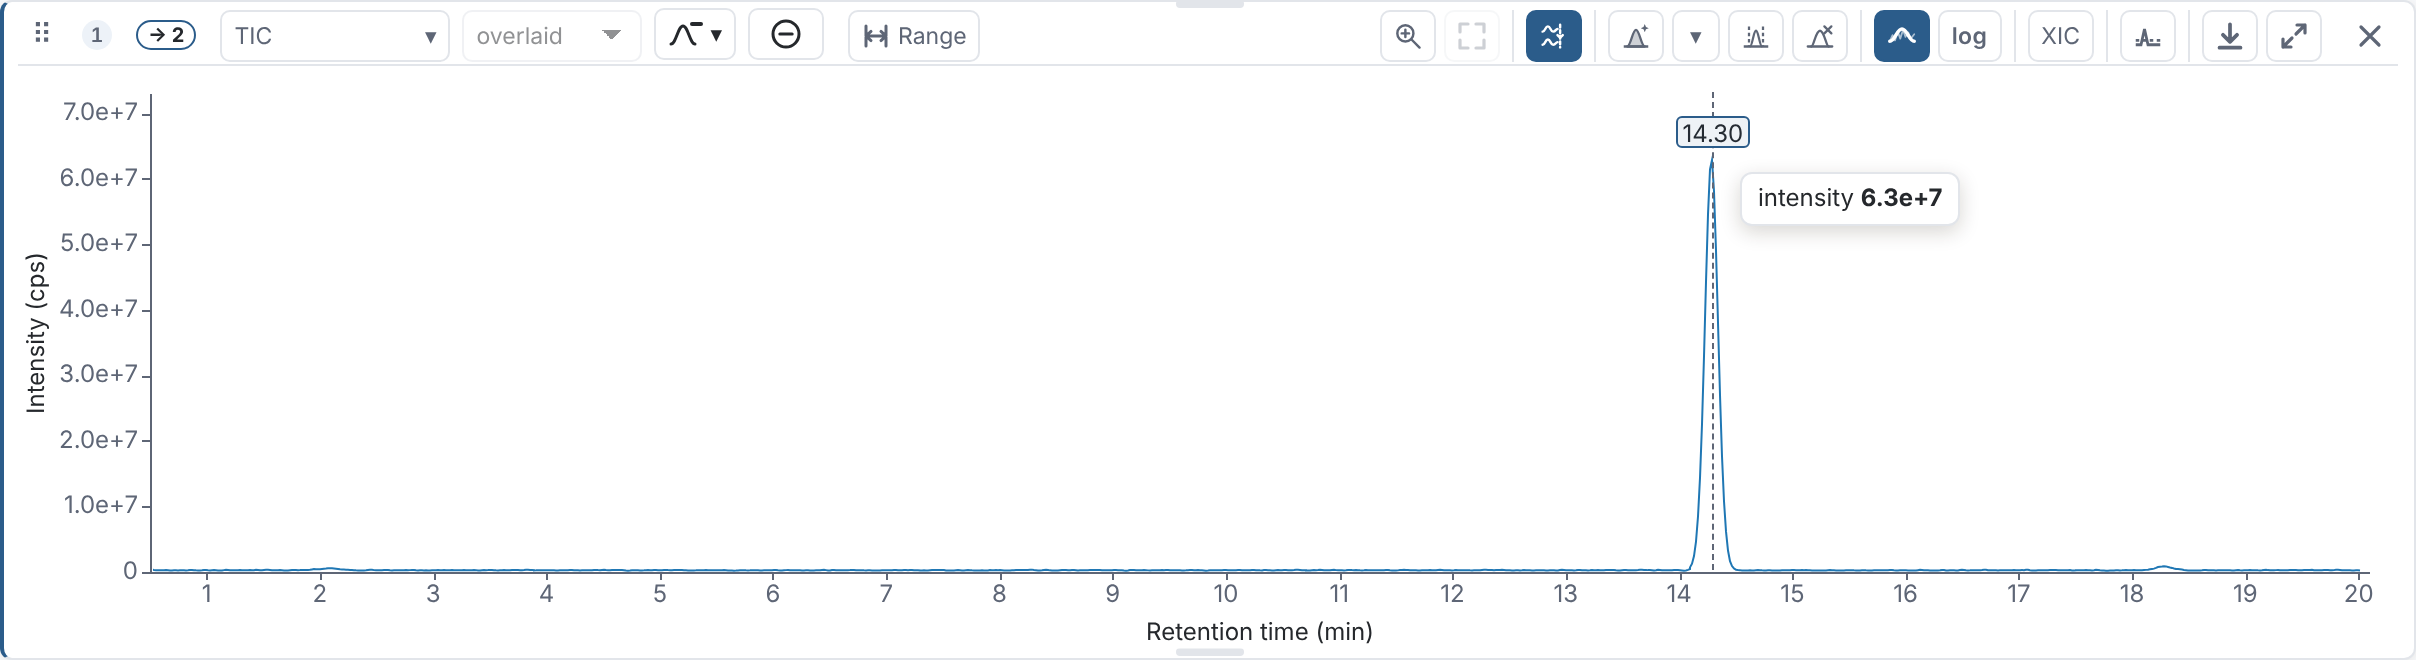 1 → 2 TIC overlaid Range log XIC
7.0e+7
14.30
6.0e+7
intensity 6.3e+7
5.0e+7
4.0e+7
3.0e+7
2.0e+7
1.0e+7
0
Intensity (cps)
1 2 3 4 5 6 7 8 9 10 11 12 13 14 15 16 17 18 19 20
Retention time (min)